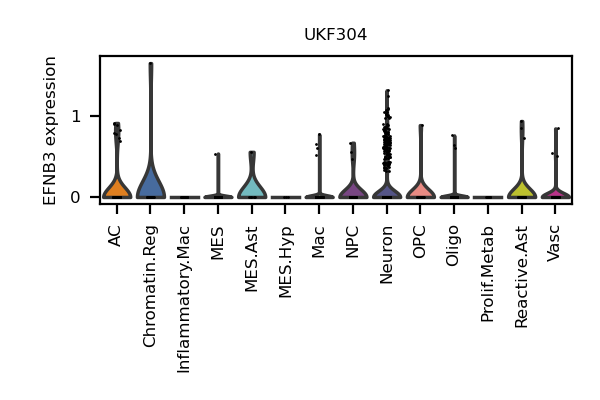 UKF304
EFNB3 expression
1
0
AC
Chromatin.Reg
Inflammatory.Mac
MES
MES.Ast
MES.Hyp
Mac
NPC
Neuron
OPC
Oligo
Prolif.Metab
Reactive.Ast
Vasc